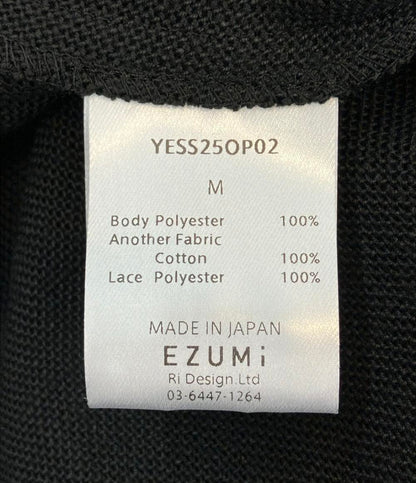 YESS25OP02
M
Body Polyester 100%
Another Fabric
Cotton 100%
Lace Polyester 100%
MADE IN JAPAN
EZUMi
Ri Design.Ltd
03-6447-1264